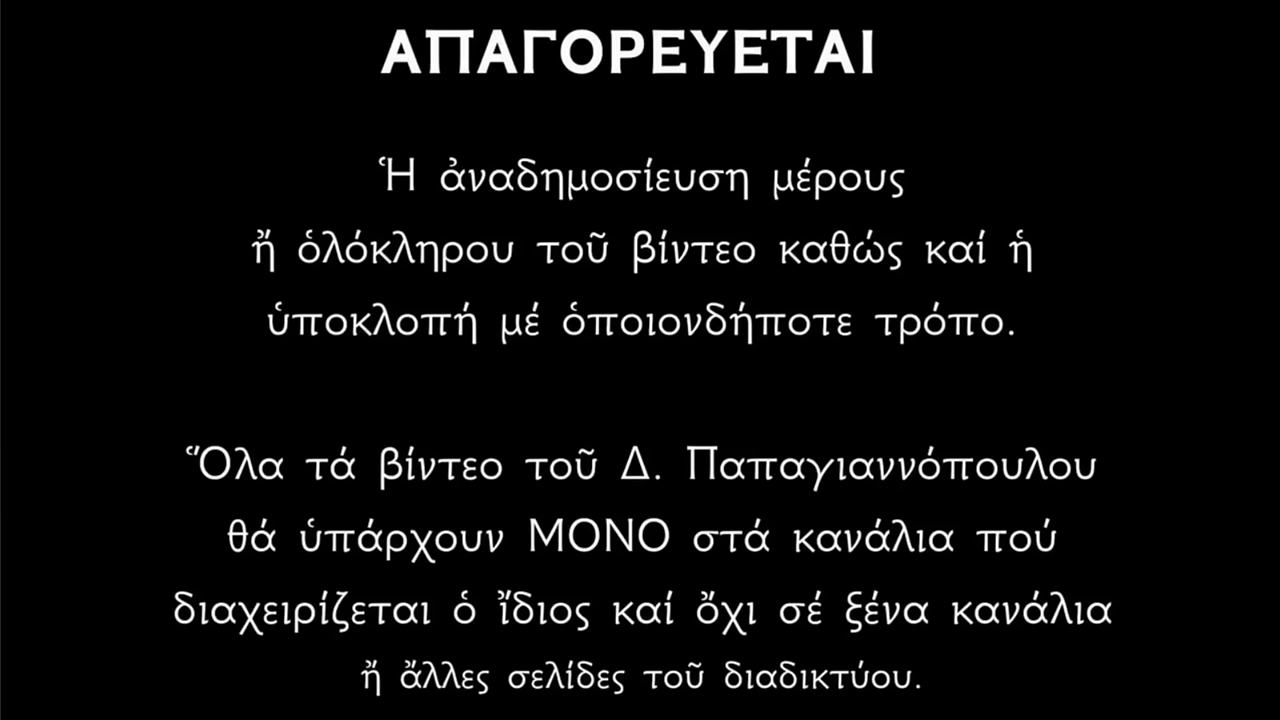 ΑΠΑΓΟΡΕΥΕΤΑΙ
Ἡ ἀναδημοσίευση μέρους
ἤ ὁλόκληρου τοῦ βίντεο καθώς καί ἡ
ὑποκλοπή μέ ὁποιονδήποτε τρόπο.
Ὅλα τά βίντεο τοῦ Δ. Παπαγιαννόπουλου
θά ὑπάρχουν ΜΟΝΟ στά κανάλια πού
διαχειρίζεται ὁ ἴδιος καί ὄχι σέ ξένα κανάλια
ἤ ἄλλες σελίδες τοῦ διαδικτύου.